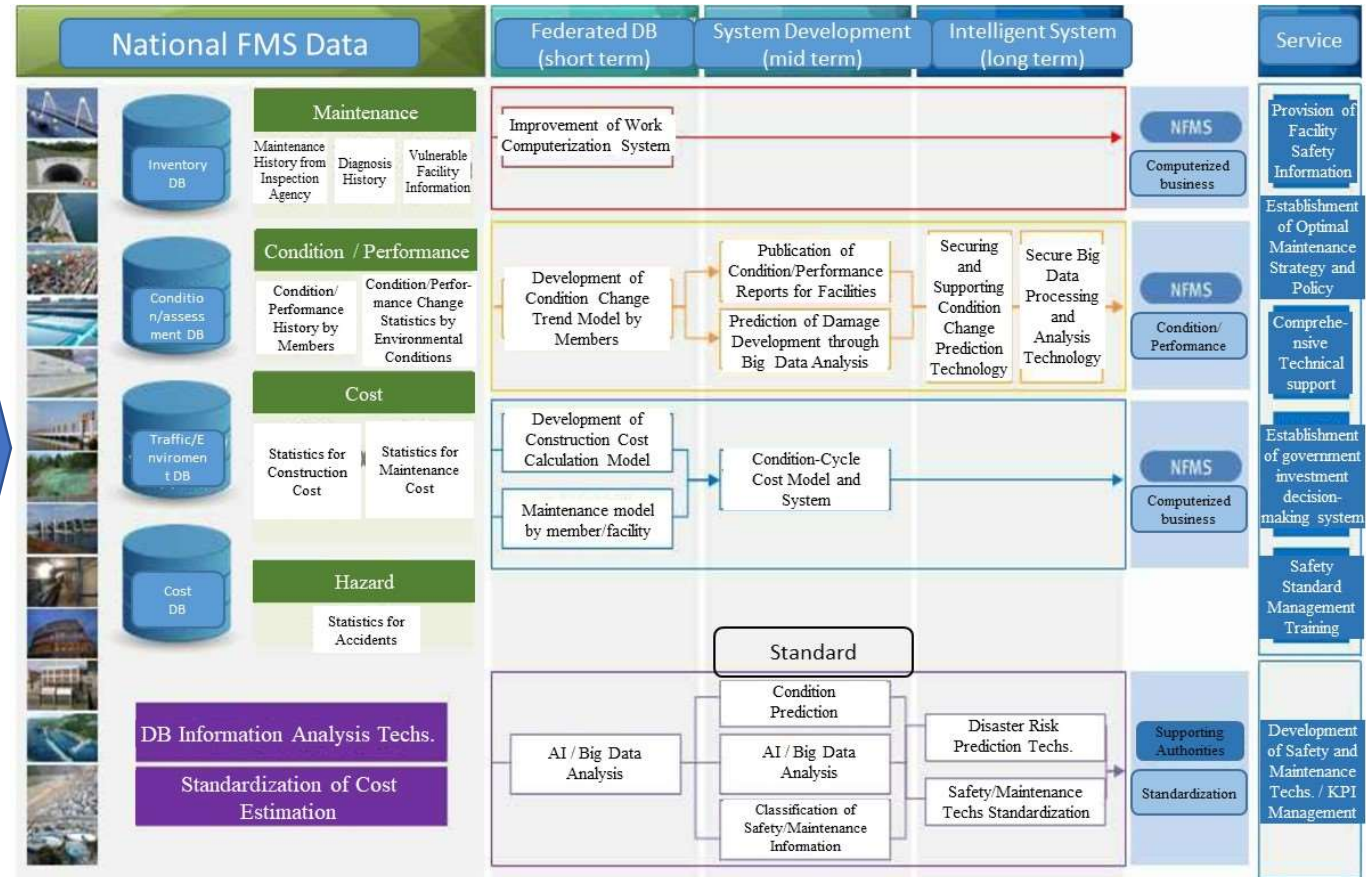 National FMS Data
Federated DB
(short term)
System Development
(mid term)
Intelligent System
(long term)
Service
Inventory
DB
Conditio
n/assess
ment DB
Traffic/E
nviromen
t DB
Cost
DB
Maintenance
Maintenance
History from
Inspection
Agency
Diagnosis
History
Vulnerable
Facility
Information
Condition / Performance
Condition/
Performance
History by
Members
Condition/Perfor-
mance Change
Statistics by
Environmental
Conditions
Cost
Statistics for
Construction
Cost
Statistics for
Maintenance
Cost
Hazard
Statistics for
Accidents
DB Information Analysis Techs.
Standardization of Cost
Estimation
Improvement of Work
Computerization System
NFMS
Computerized
business
Development of
Condition Change
Trend Model by
Members
Publication of
Condition/Performance
Reports for Facilities
Prediction of Damage
Development through
Big Data Analysis
Securing
and
Supporting
Condition
Change
Prediction
Technology
Secure Big
Data
Processing
and
Analysis
Technology
NFMS
Condition/
Performance
Development of
Construction Cost
Calculation Model
Maintenance model
by member/facility
Condition-Cycle
Cost Model and
System
NFMS
Computerized
business
Standard
AI / Big Data
Analysis
Condition
Prediction
AI / Big Data
Analysis
Classification of
Safety/Maintenance
Information
Disaster Risk
Prediction Techs.
Safety/Maintenance
Techs Standardization
Supporting
Authorities
Standardization
Provision of
Facility
Safety
Information
Establishment
of Optimal
Maintenance
Strategy and
Policy
Comprehe-
nsive
Technical
support
Establishment
of government
investment
decision-
making system
Safety
Standard
Management
Training
Development
of Safety and
Maintenance
Techs. / KPI
Management